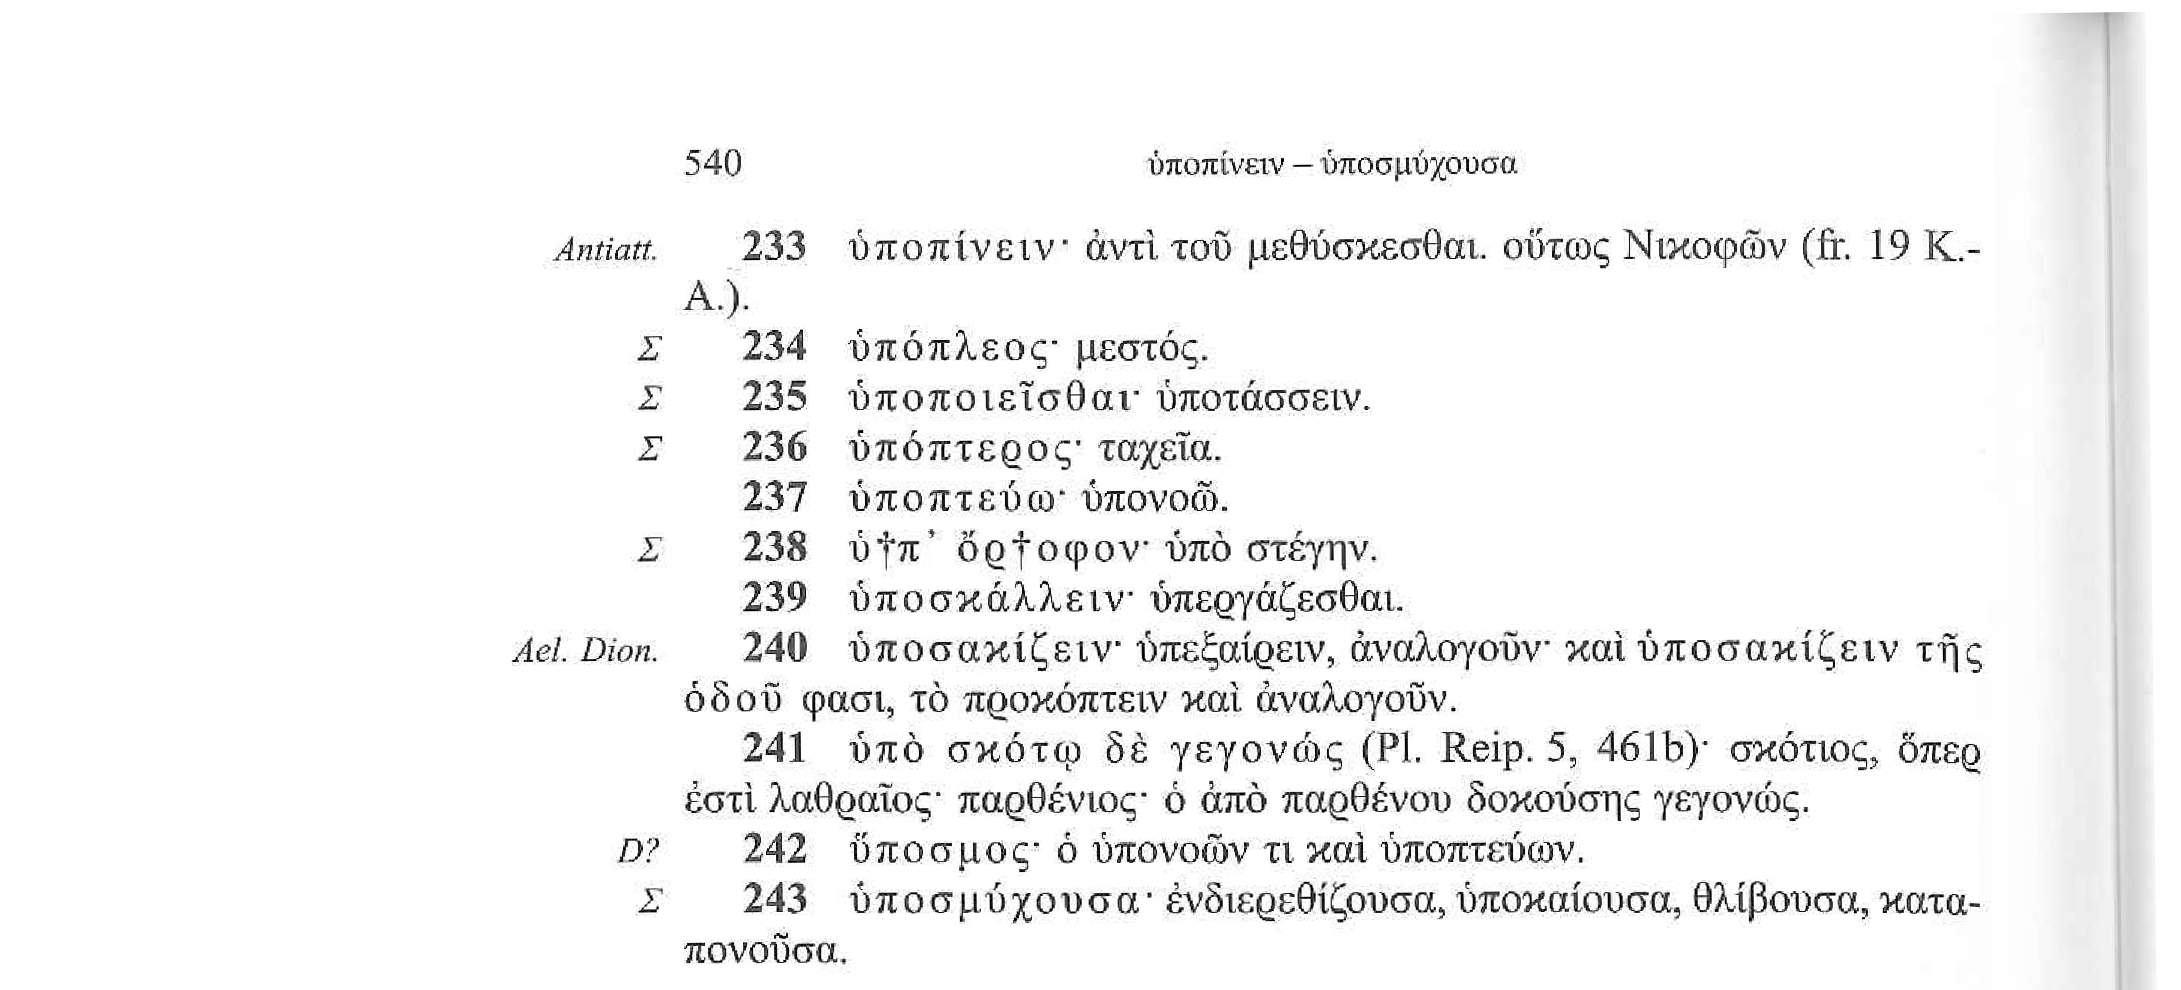 540 ὑποπίνειν – ὑποσμύχουσα
Antiatt. 233 ὑποπίνειν· ἀντὶ τοῦ μεθύσκεσθαι. οὕτως Νικοφῶν (fr. 19 K.-
A.).
Σ 234 ὑπόπλεος· μεστός.
Σ 235 ὑποποιεῖσθαι· ὑποτάσσειν.
Σ 236 ὑπόπτερος· ταχεῖα.
237 ὑποπτεύω· ὑπονοῶ.
Σ 238 ὑ†π’ ὄρ†οφον· ὑπὸ στέγην.
239 ὑποσκάλλειν· ὑπεργάζεσθαι.
Ael. Dion. 240 ὑποσακίζειν· ὑπεξαίρειν, ἀναλογοῦν· καὶ ὑποσακίζειν τῆς
ὁδοῦ φασι, τὸ προκόπτειν καὶ ἀναλογοῦν.
241 ὑπὸ σκότῳ δὲ γεγονώς (Pl. Reip. 5, 461b)· σκότιος, ὅπερ
ἐστὶ λαθραῖος· παρθένιος· ὁ ἀπὸ παρθένου δοκούσης γεγονώς.
D? 242 ὕποσμος· ὁ ὑπονοῶν τι καὶ ὑποπτεύων.
Σ 243 ὑποσμύχουσα· ἐνδιερεθίζουσα, ὑποκαίουσα, θλίβουσα, κατα-
πονοῦσα.